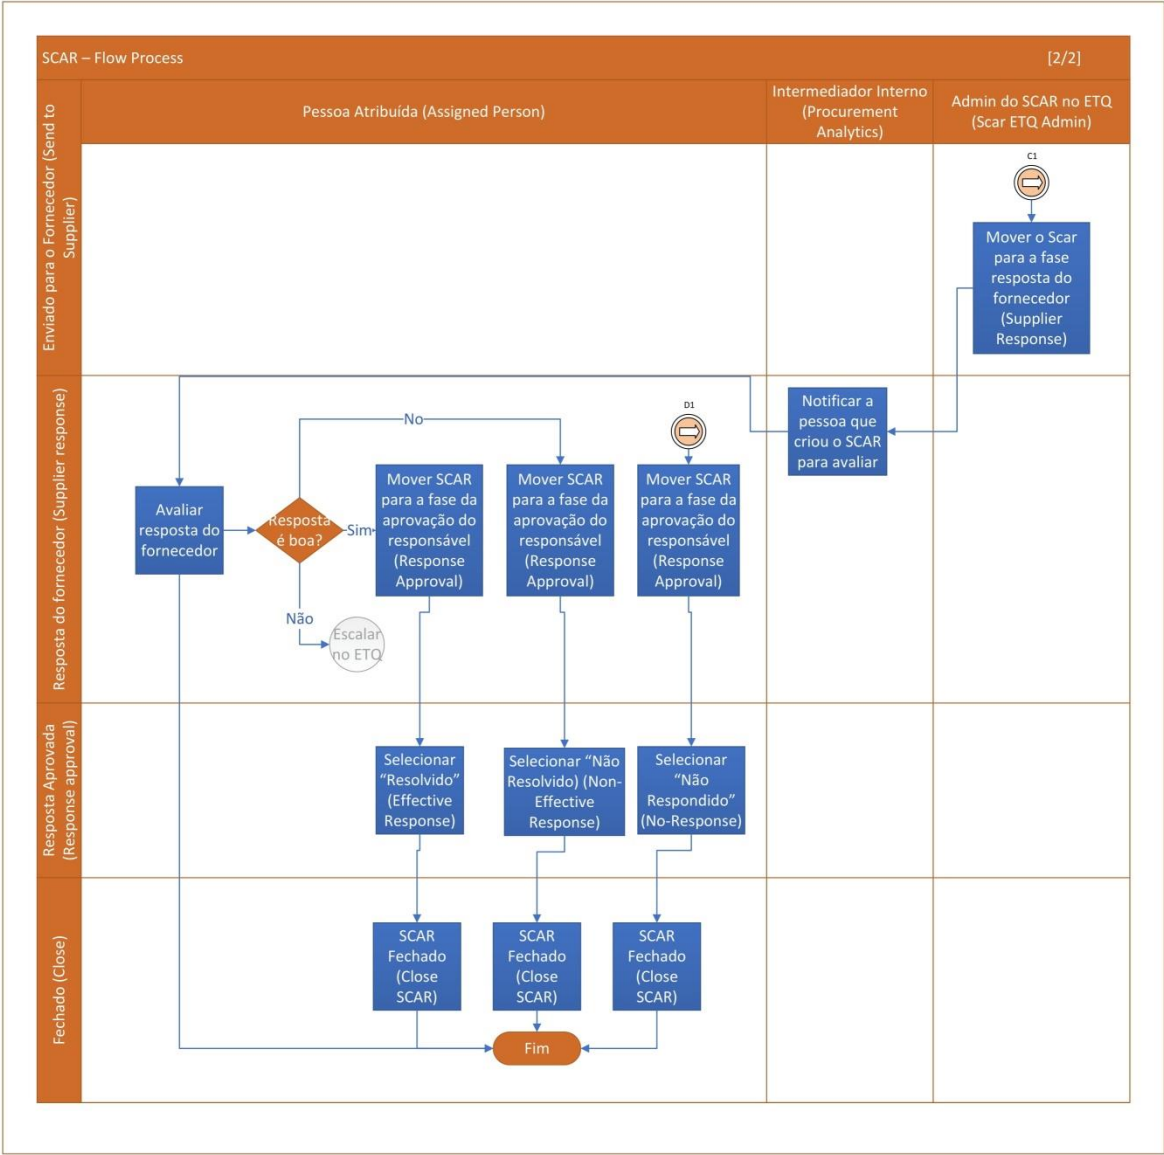 SCAR – Flow Process
[2/2]
Pessoa Atribuída (Assigned Person)
Intermediador Interno
(Procurement
Analytics)
Admin do SCAR no ETQ
(Scar ETQ Admin)
Enviado para o Fornecedor (Send to
Supplier)
C1
Mover o Scar
para a fase
resposta do
fornecedor
(Supplier
Response)
Resposta do fornecedor (Supplier response)
Notificar a
pessoa que
criou o SCAR
para avaliar
No
D1
Avaliar
resposta do
fornecedor
Resposta
é boa?
Sim
Mover SCAR
para a fase da
aprovação do
responsável
(Response
Approval)
Mover SCAR
para a fase da
aprovação do
responsável
(Response
Approval)
Mover SCAR
para a fase da
aprovação do
responsável
(Response
Approval)
Não
Escalar
no ETQ
Resposta Aprovada
(Response approval)
Selecionar
“Resolvido”
(Effective
Response)
Selecionar “Não
Resolvido) (Non-
Effective
Response)
Selecionar
“Não
Respondido”
(No-Response)
Fechado (Close)
SCAR
Fechado
(Close
SCAR)
SCAR
Fechado
(Close
SCAR)
SCAR
Fechado
(Close
SCAR)
Fim